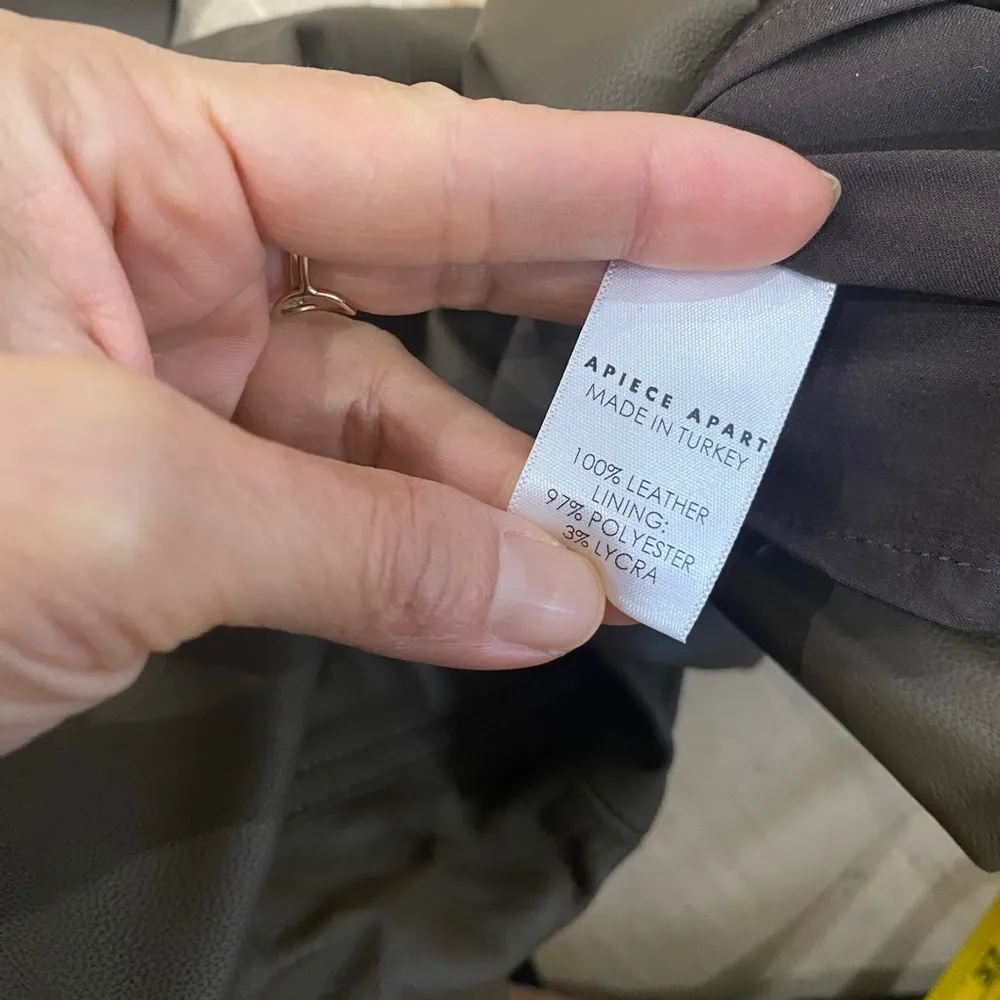 APIECE APART
MADE IN TURKEY
100% LEATHER
LINING:
97% POLYESTER
3% LYCRA